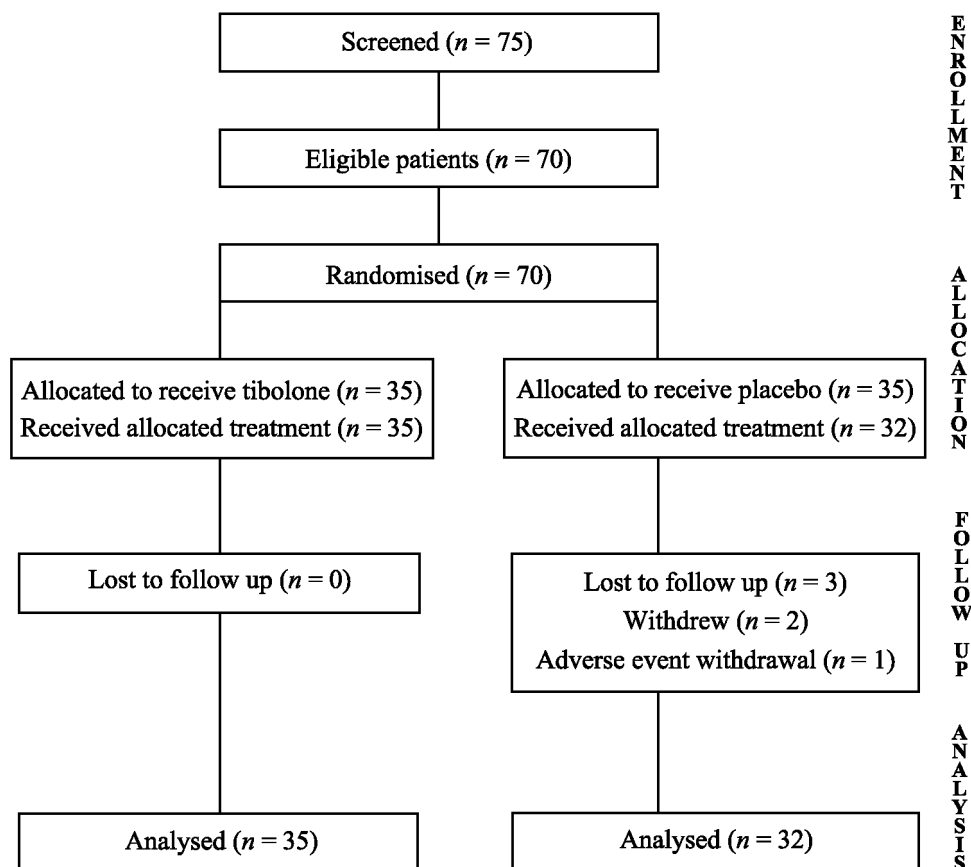 Screened (n = 75)
Eligible patients (n = 70)
Randomised (n = 70)
Allocated to receive tibolone (n = 35)
Received allocated treatment (n = 35)
Allocated to receive placebo (n = 35)
Received allocated treatment (n = 32)
Lost to follow up (n = 0)
Lost to follow up (n = 3)
Withdrew (n = 2)
Adverse event withdrawal (n = 1)
Analysed (n = 35)
Analysed (n = 32)
ENROLLMENT
ALLOCATION
FOLLOW UP
ANALYSIS